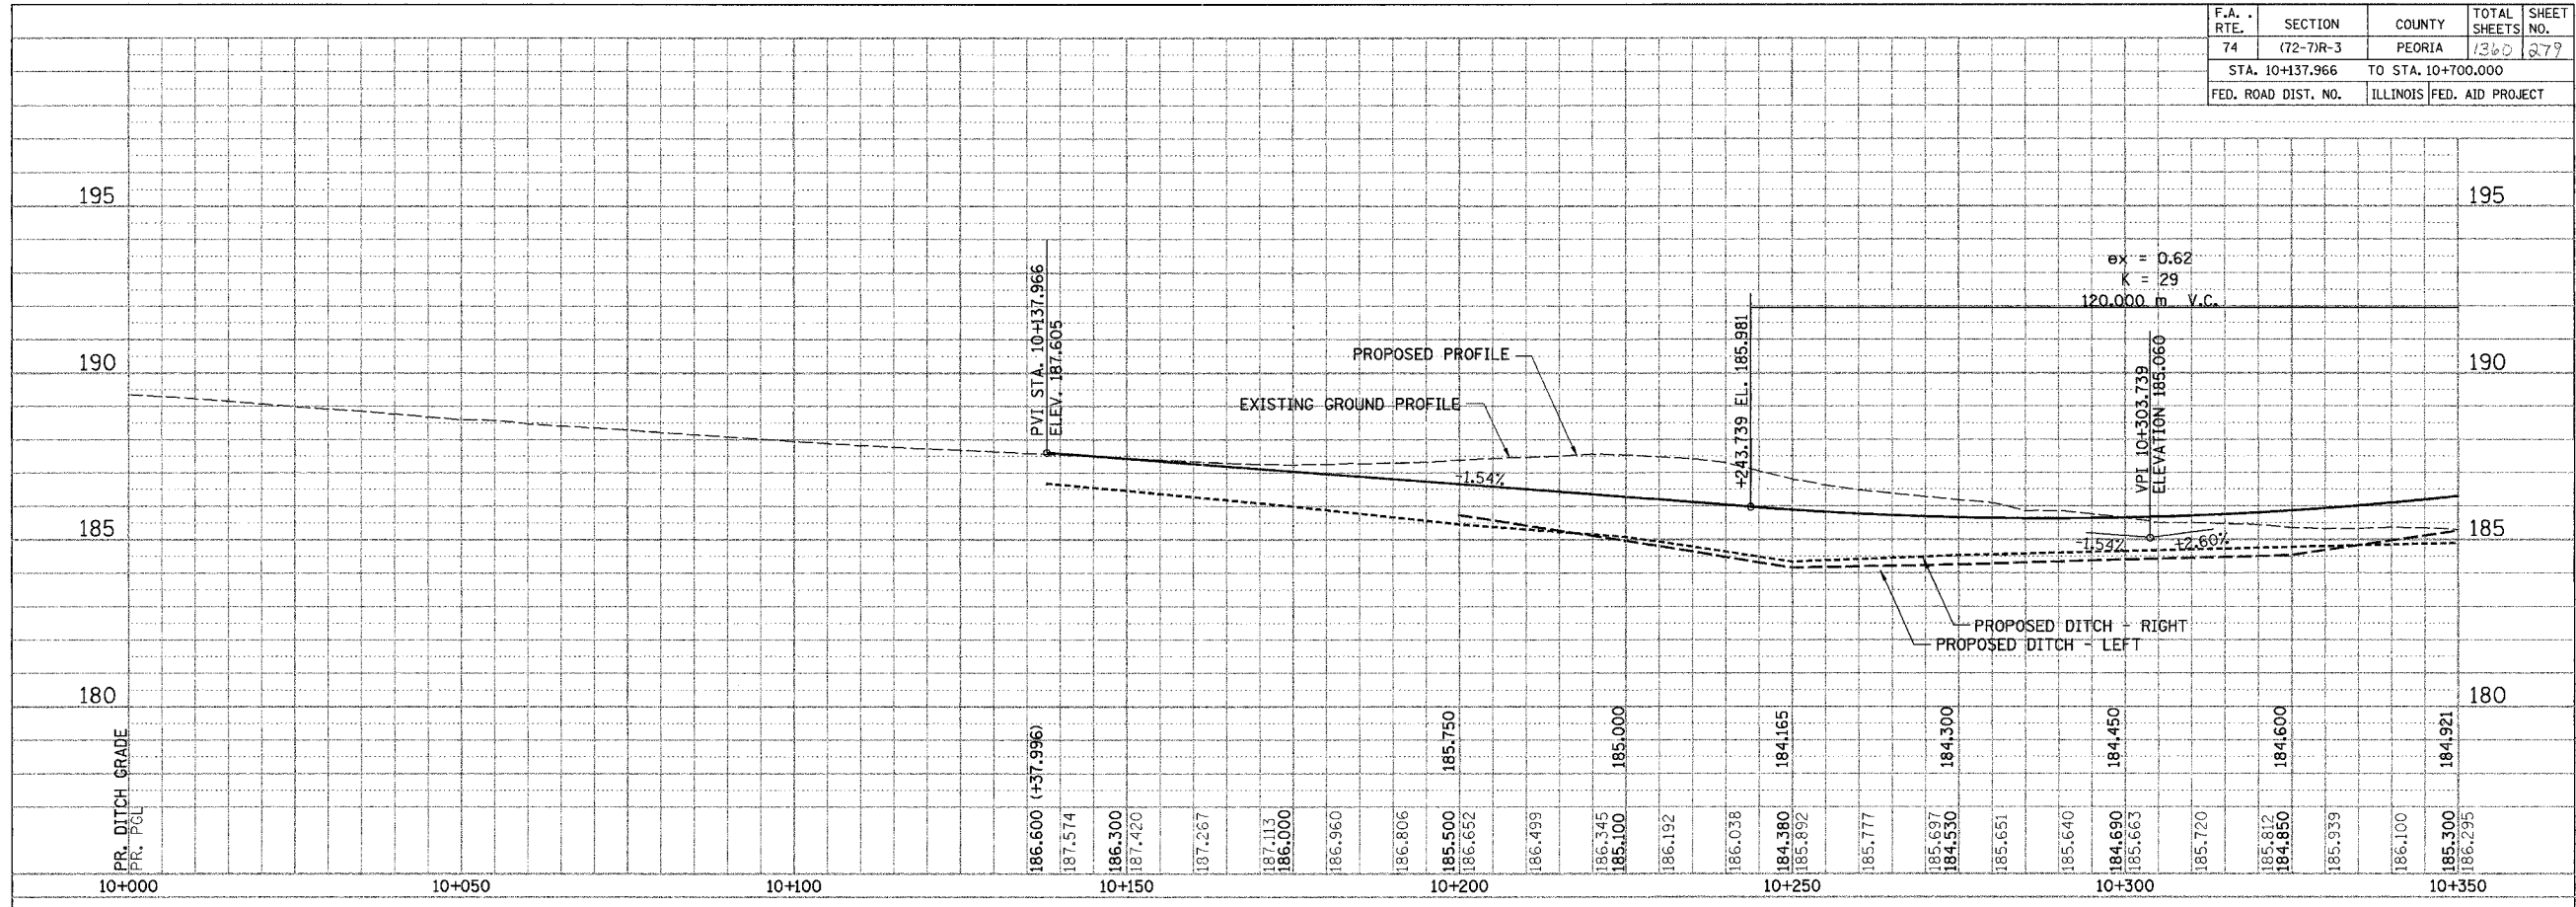 F.A. . RTE. SECTION COUNTY TOTAL SHEETS SHEET NO.
74 (72-7)R-3 PEORIA 1360 279
STA. 10+137.966 TO STA. 10+700.000
FED. ROAD DIST. NO. ILLINOIS FED. AID PROJECT
195 195
190 190
185 185
180 180
PVI STA. 10+137.966
ELEV. 187.605
PROPOSED PROFILE
EXISTING GROUND PROFILE
-1.54%
+243.739 EL. 185.981
ex = 0.62
K = 29
120.000 m V.C.
VPI 10+303.739
ELEVATION 185.060
-1.54% +2.60%
PROPOSED DITCH - RIGHT
PROPOSED DITCH - LEFT
185.750 185.000 184.165 184.300 184.450 184.600 184.921
PR. DITCH GRADE
PR. PGL
186.600 (+37.996)
187.574
186.300
187.420
187.267
187.113
186.000
186.960
186.806
185.500
186.652
186.499
186.345
185.100
186.192
186.038
184.380
185.892
185.777
185.697
184.530
185.651
185.640
184.690
185.663
185.720
185.812
184.850
185.939
186.100
185.300
186.295
10+000 10+050 10+100 10+150 10+200 10+250 10+300 10+350